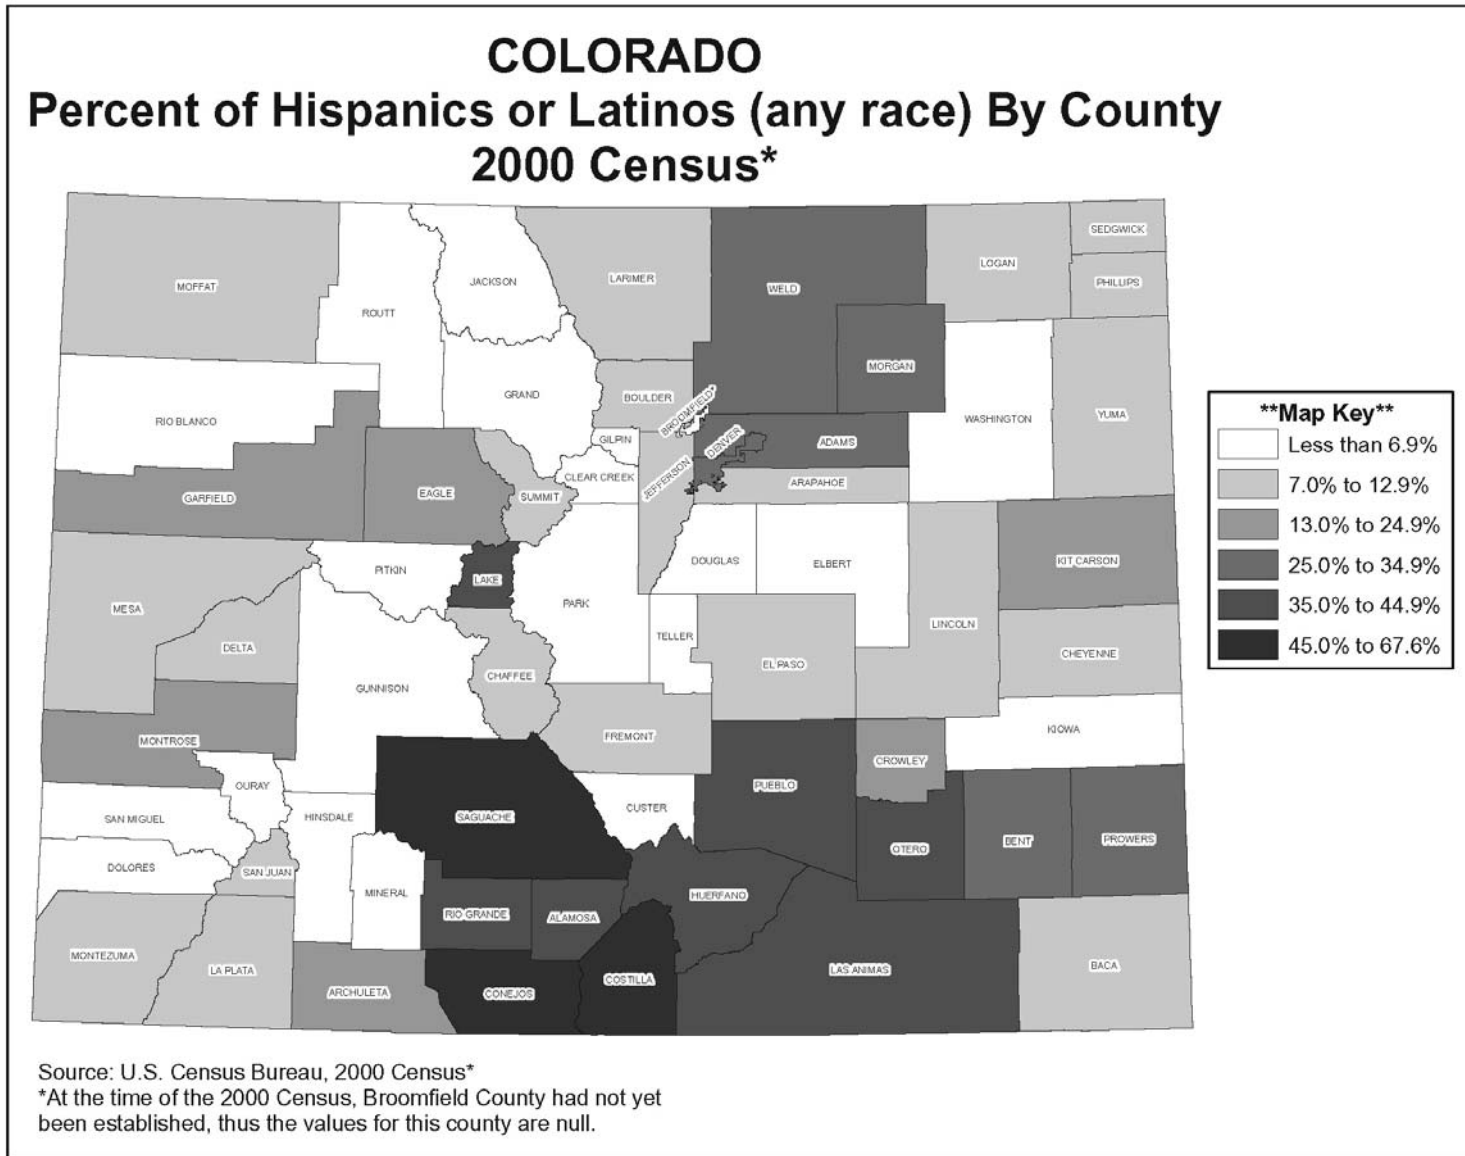 COLORADO
Percent of Hispanics or Latinos (any race) By County
2000 Census*
SEDGWICK
LOGAN
MOFFAT
JACKSON
LARIMER
WELD
PHILLIPS
ROUTT
MORGAN
GRAND
BOULDER
BROOMFIELD*
RIO BLANCO
WASHINGTON
YUMA
GILPIN
DENVER
ADAMS
CLEAR CREEK
JEFFERSON
ARAPAHOE
GARFIELD
EAGLE
SUMMIT
DOUGLAS
ELBERT
KIT CARSON
PITKIN
LAKE
PARK
MESA
TELLER
LINCOLN
DELTA
CHEYENNE
EL PASO
CHAFFEE
GUNNISON
KIOWA
FREMONT
MONTROSE
CROWLEY
OURAY
PUEBLO
CUSTER
SAN MIGUEL
HINSDALE
SAGUACHE
PROWERS
BENT
OTERO
DOLORES
SAN JUAN
MINERAL
HUERFANO
RIO GRANDE
ALAMOSA
MONTEZUMA
LA PLATA
BACA
LAS ANIMAS
COSTILLA
ARCHULETA
CONEJOS
**Map Key**
Less than 6.9%
7.0% to 12.9%
13.0% to 24.9%
25.0% to 34.9%
35.0% to 44.9%
45.0% to 67.6%
Source: U.S. Census Bureau, 2000 Census*
*At the time of the 2000 Census, Broomfield County had not yet
been established, thus the values for this county are null.